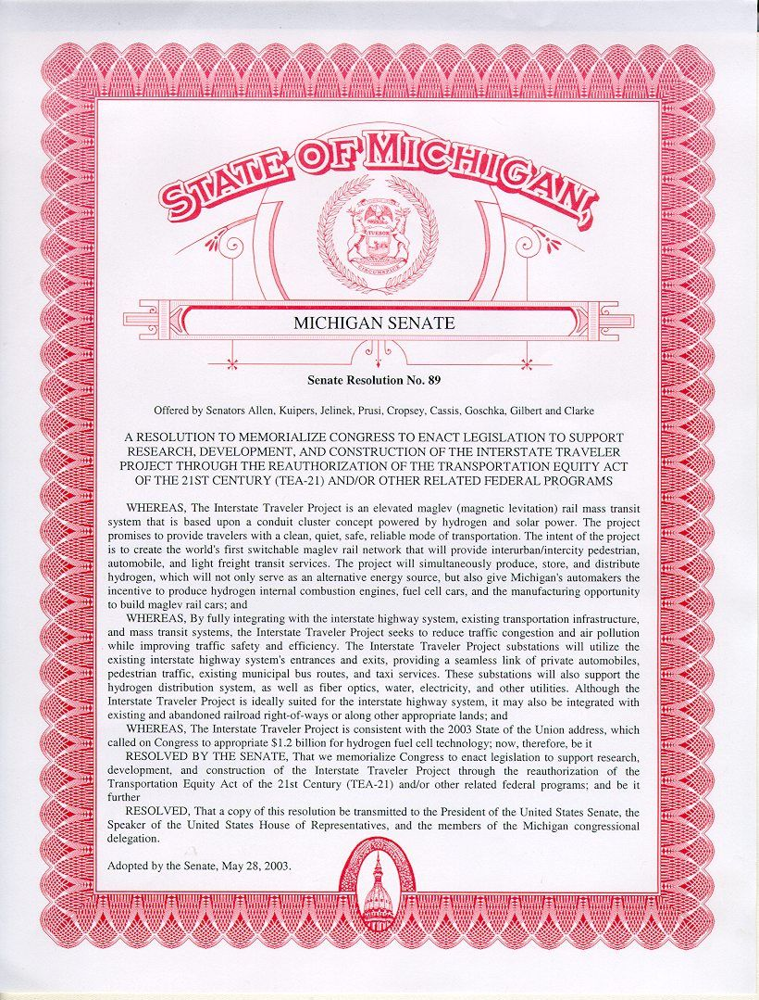 STATE OF MICHIGAN,
TUEBOR
CIRCUMSPICE
MICHIGAN SENATE
Senate Resolution No. 89
Offered by Senators Allen, Kuipers, Jelinek, Prusi, Cropsey, Cassis, Goschka, Gilbert and Clarke
A RESOLUTION TO MEMORIALIZE CONGRESS TO ENACT LEGISLATION TO SUPPORT
RESEARCH, DEVELOPMENT, AND CONSTRUCTION OF THE INTERSTATE TRAVELER
PROJECT THROUGH THE REAUTHORIZATION OF THE TRANSPORTATION EQUITY ACT
OF THE 21ST CENTURY (TEA-21) AND/OR OTHER RELATED FEDERAL PROGRAMS
WHEREAS, The Interstate Traveler Project is an elevated maglev (magnetic levitation) rail mass transit
system that is based upon a conduit cluster concept powered by hydrogen and solar power. The project
promises to provide travelers with a clean, quiet, safe, reliable mode of transportation. The intent of the project
is to create the world's first switchable maglev rail network that will provide interurban/intercity pedestrian,
automobile, and light freight transit services. The project will simultaneously produce, store, and distribute
hydrogen, which will not only serve as an alternative energy source, but also give Michigan's automakers the
incentive to produce hydrogen internal combustion engines, fuel cell cars, and the manufacturing opportunity
to build maglev rail cars; and
WHEREAS, By fully integrating with the interstate highway system, existing transportation infrastructure,
and mass transit systems, the Interstate Traveler Project seeks to reduce traffic congestion and air pollution
while improving traffic safety and efficiency. The Interstate Traveler Project substations will utilize the
existing interstate highway system's entrances and exits, providing a seamless link of private automobiles,
pedestrian traffic, existing municipal bus routes, and taxi services. These substations will also support the
hydrogen distribution system, as well as fiber optics, water, electricity, and other utilities. Although the
Interstate Traveler Project is ideally suited for the interstate highway system, it may also be integrated with
existing and abandoned railroad right-of-ways or along other appropriate lands; and
WHEREAS, The Interstate Traveler Project is consistent with the 2003 State of the Union address, which
called on Congress to appropriate $1.2 billion for hydrogen fuel cell technology; now, therefore, be it
RESOLVED BY THE SENATE, That we memorialize Congress to enact legislation to support research,
development, and construction of the Interstate Traveler Project through the reauthorization of the
Transportation Equity Act of the 21st Century (TEA-21) and/or other related federal programs; and be it
further
RESOLVED, That a copy of this resolution be transmitted to the President of the United States Senate, the
Speaker of the United States House of Representatives, and the members of the Michigan congressional
delegation.
Adopted by the Senate, May 28, 2003.